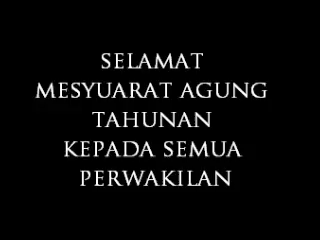 SELAMAT
MESYUARAT AGUNG
TAHUNAN
KEPADA SEMUA
PERWAKILAN